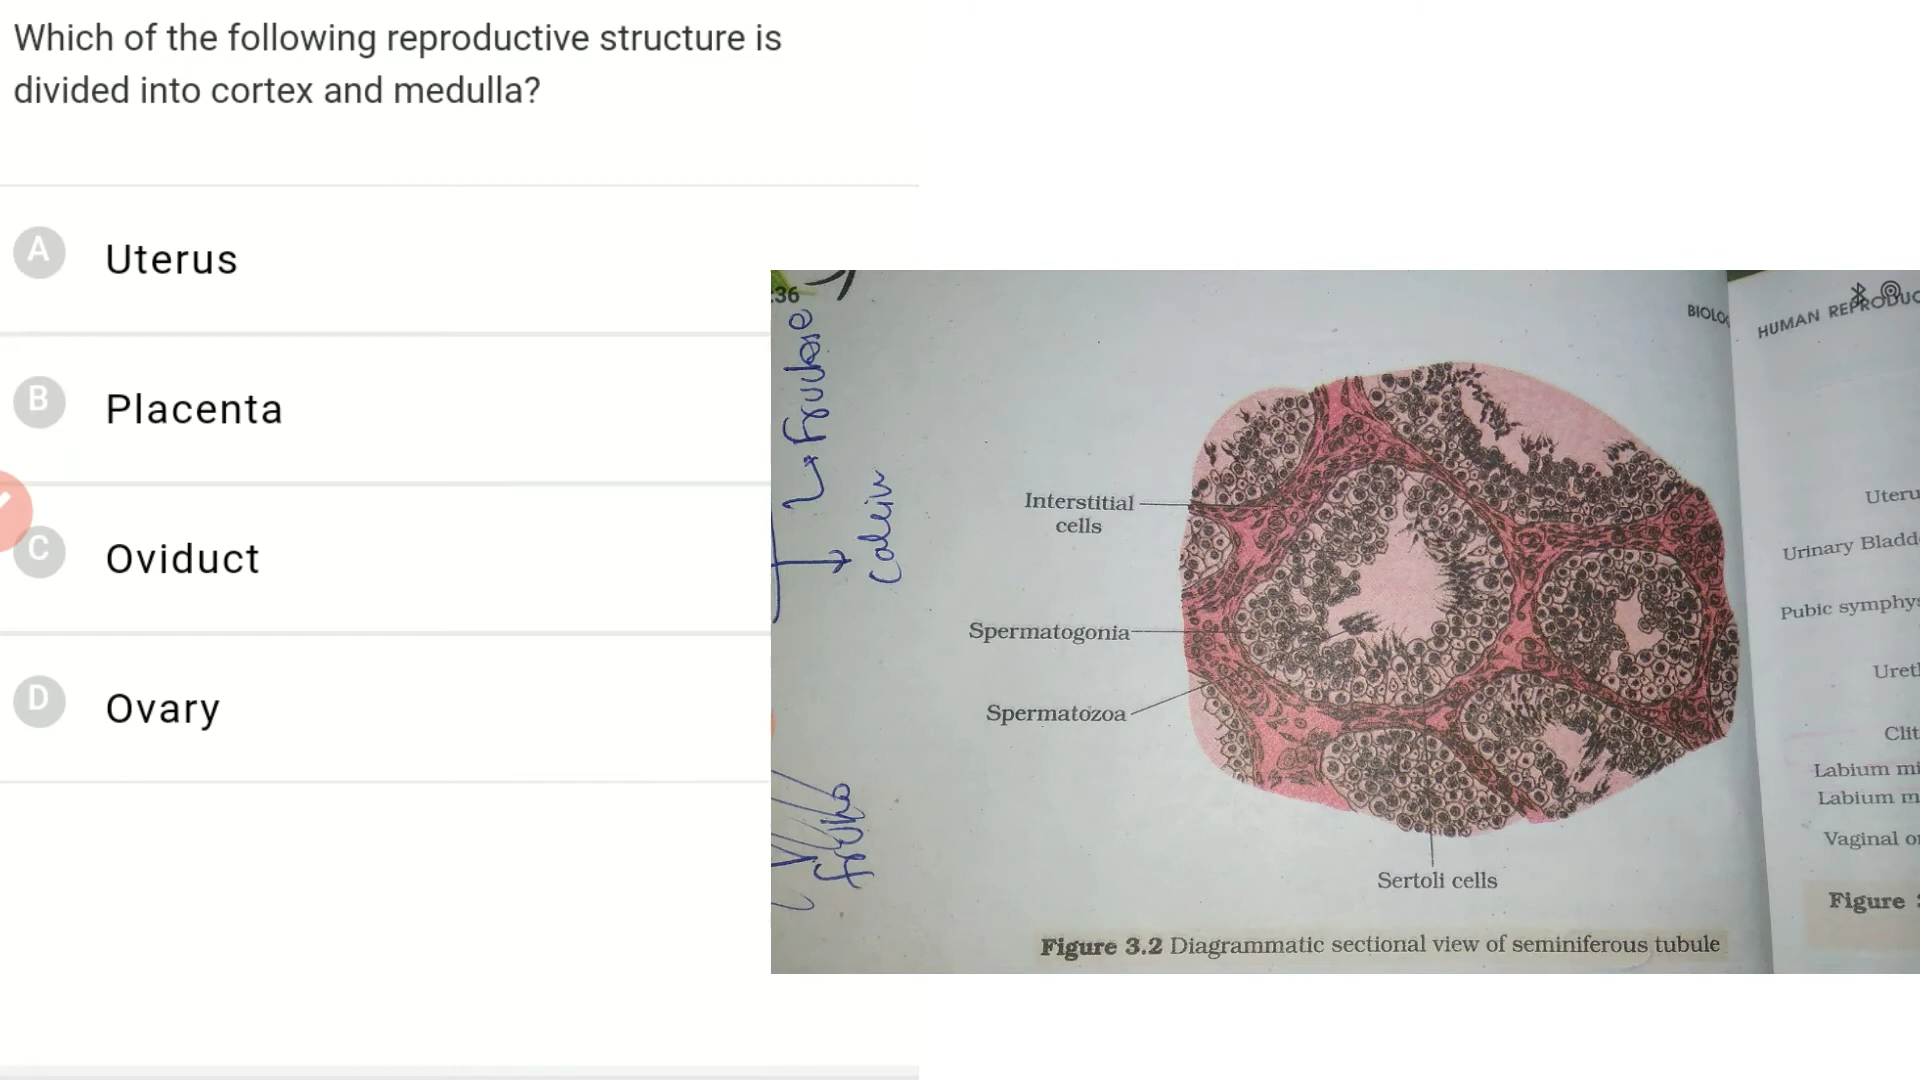 Which of the following reproductive structure is
divided into cortex and medulla?
A Uterus
B Placenta
C Oviduct
D Ovary
36
BIOLO
HUMAN REPRODUC
Interstitial
cells
Spermatogonia
Spermatozoa
Sertoli cells
Figure 3.2 Diagrammatic sectional view of seminiferous tubule
Uteru
Urinary Bladd
Pubic symphys
Uret
Clit
Labium mi
Labium m
Vaginal o
Figure